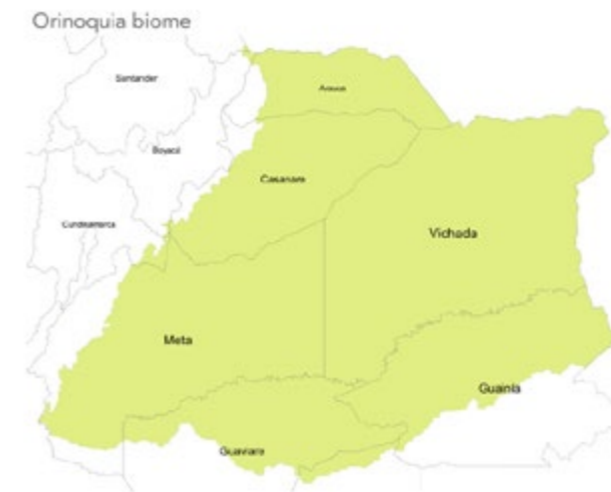 Orinoquia biome
Santander
Arauca
Boyacá
Casanare
Cundinamarca
Vichada
Meta
Guainía
Guaviare